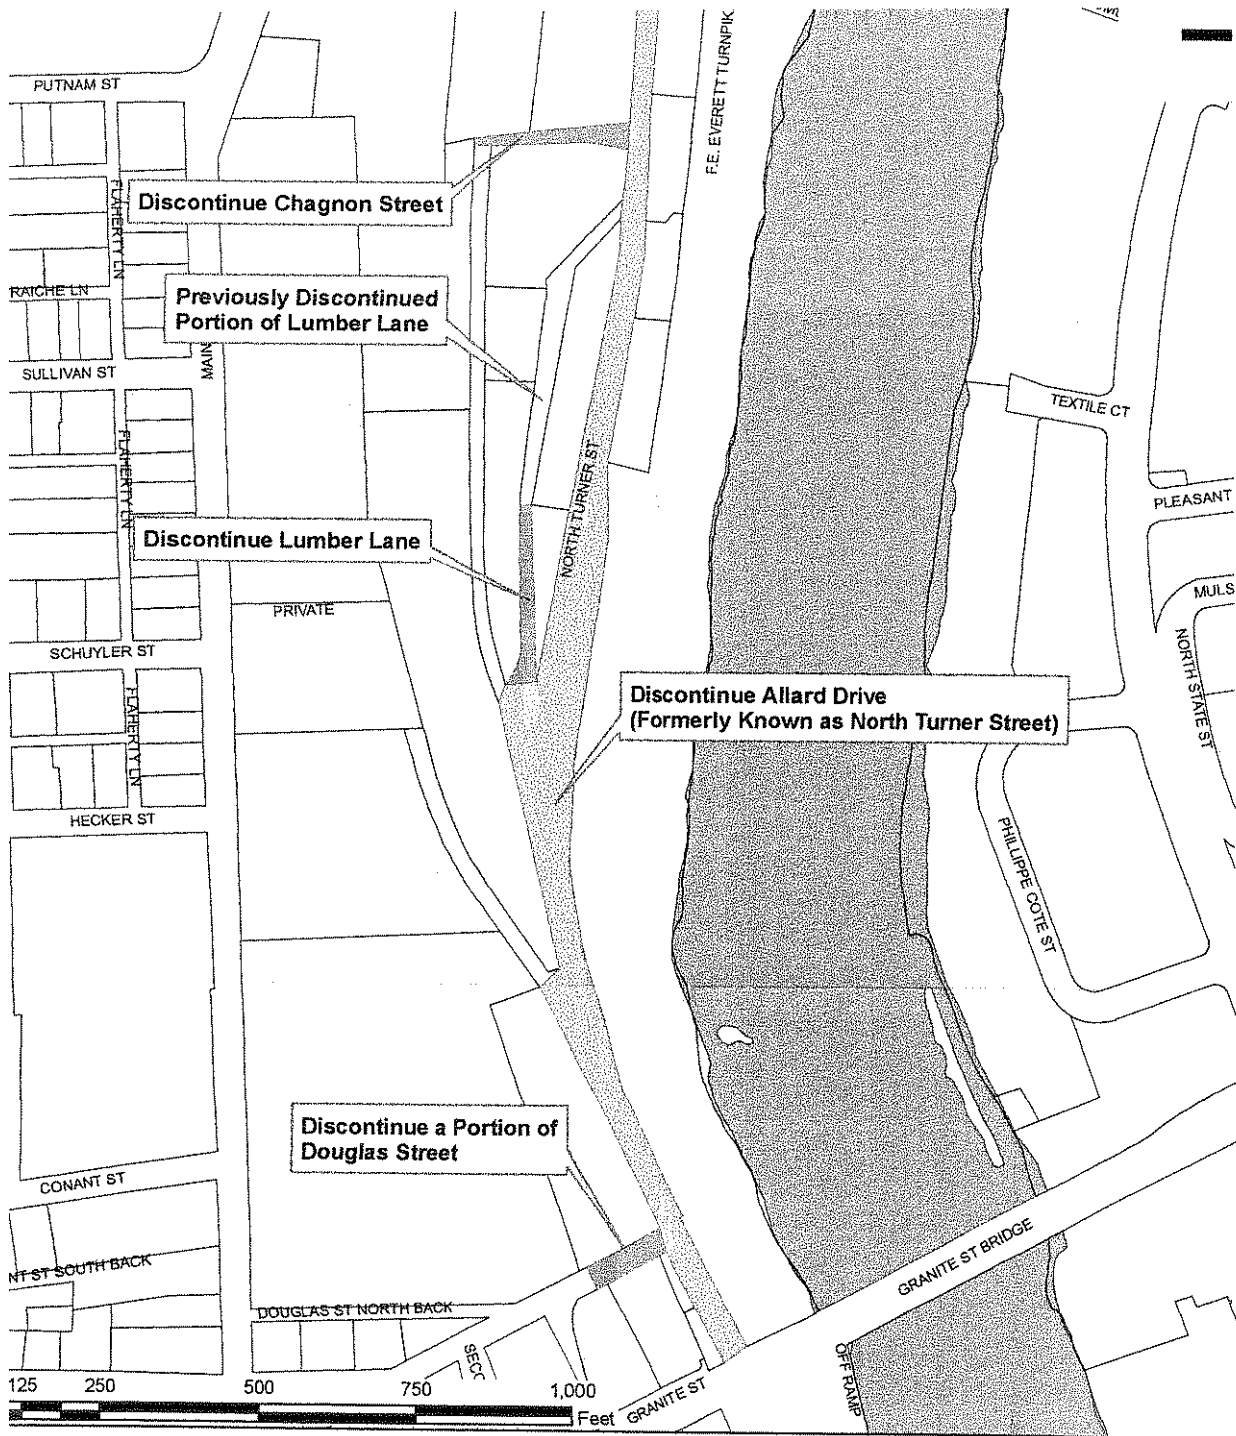 PUTNAM ST
F.E. EVERETT TURNPIK
Discontinue Chagnon Street
FLAHERTY LN
Previously Discontinued
Portion of Lumber Lane
RAICHE LN
SULLIVAN ST
MAIN
TEXTILE CT
FLAHERTY LN
NORTH TURNER ST
PLEASANT
Discontinue Lumber Lane
PRIVATE
MULS
SCHUYLER ST
NORTH STATE ST
Discontinue Allard Drive
(Formerly Known as North Turner Street)
FLAHERTY LN
HECKER ST
PHILLIPPE COTE ST
Discontinue a Portion of
Douglas Street
CONANT ST
NT ST SOUTH BACK
GRANITE ST BRIDGE
DOUGLAS ST NORTH BACK
SECC
OFF RAMP
GRANITE ST
125 250 500 750 1,000
Feet